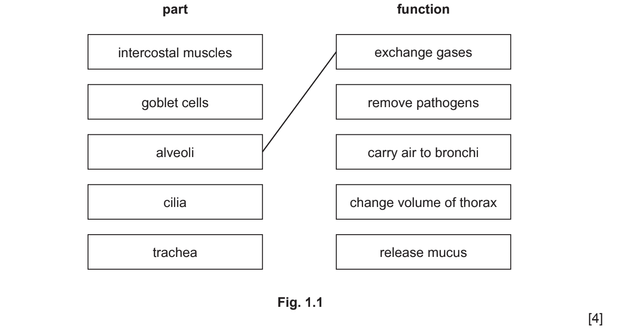 part function
intercostal muscles exchange gases
goblet cells remove pathogens
alveoli carry air to bronchi
cilia change volume of thorax
trachea release mucus
Fig. 1.1
[4]